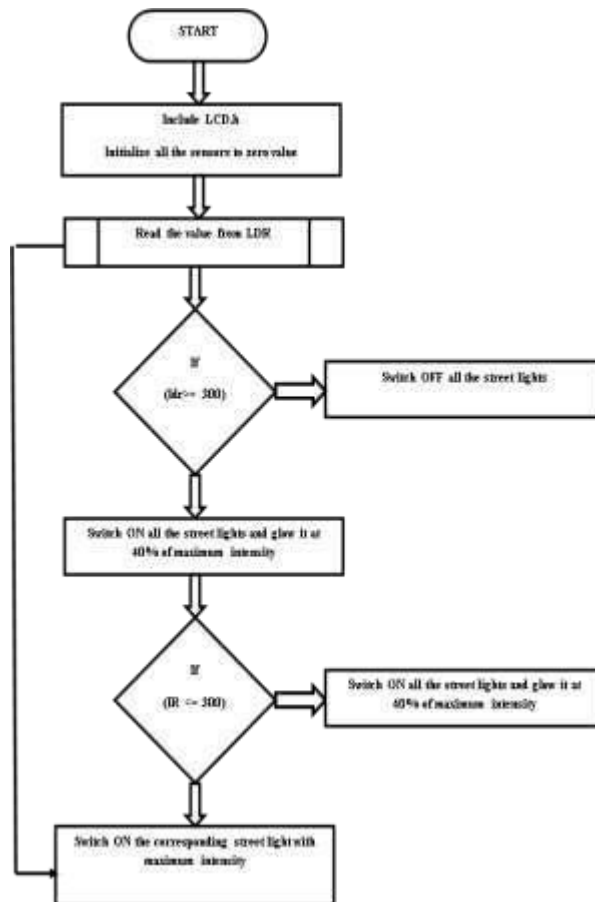 START
Include LCD.h
Initialize all the sensors to zero value
Read the value from LDR
If
(ldr>= 300)
Switch OFF all the street lights
Switch ON all the street lights and glow it at
40% of maximum intensity
If
(IR <= 300)
Switch ON all the street lights and glow it at
40% of maximum intensity
Switch ON the corresponding street light with
maximum intensity